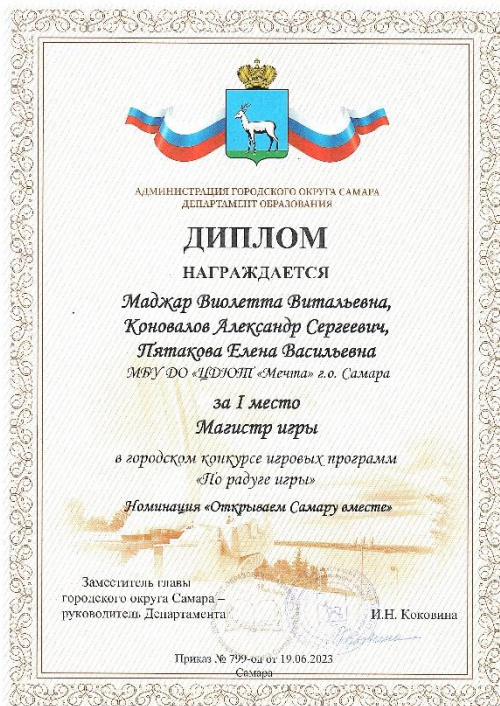 АДМИНИСТРАЦИЯ ГОРОДСКОГО ОКРУГА САМАРА
ДЕПАРТАМЕНТ ОБРАЗОВАНИЯ
ДИПЛОМ
НАГРАЖДАЕТСЯ
Маджар Виолетта Витальевна,
Коновалов Александр Сергеевич,
Пятакова Елена Васильевна
МБУ ДО «ЦДЮТ «Мечта» г.о. Самара
за I место
Магистр игры
в городском конкурсе игровых программ
«По радуге игры»
Номинация «Открываем Самару вместе»
Заместитель главы
городского округа Самара –
руководитель Департамента
И.Н. Коковина
Приказ № 799-од от 19.06.2023
Самара